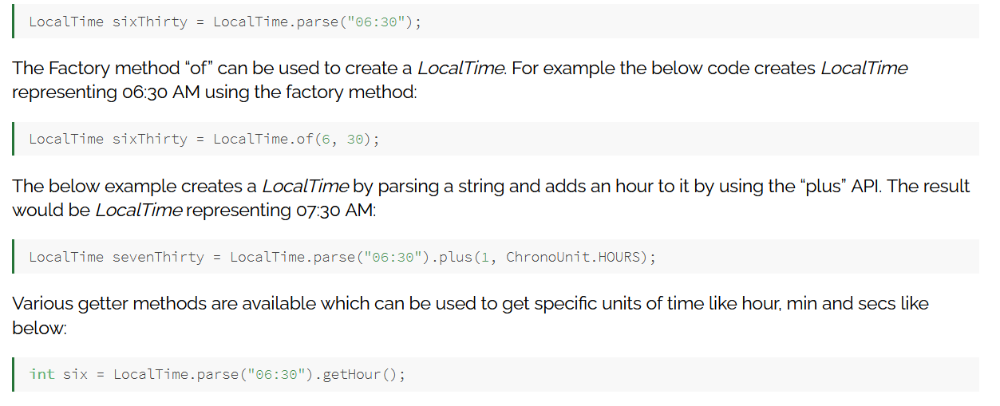 LocalTime sixThirty = LocalTime.parse("06:30");
The Factory method “of” can be used to create a LocalTime. For example the below code creates LocalTime
representing 06:30 AM using the factory method:
LocalTime sixThirty = LocalTime.of(6, 30);
The below example creates a LocalTime by parsing a string and adds an hour to it by using the “plus” API. The result
would be LocalTime representing 07:30 AM:
LocalTime sevenThirty = LocalTime.parse("06:30").plus(1, ChronoUnit.HOURS);
Various getter methods are available which can be used to get specific units of time like hour, min and secs like
below:
int six = LocalTime.parse("06:30").getHour();